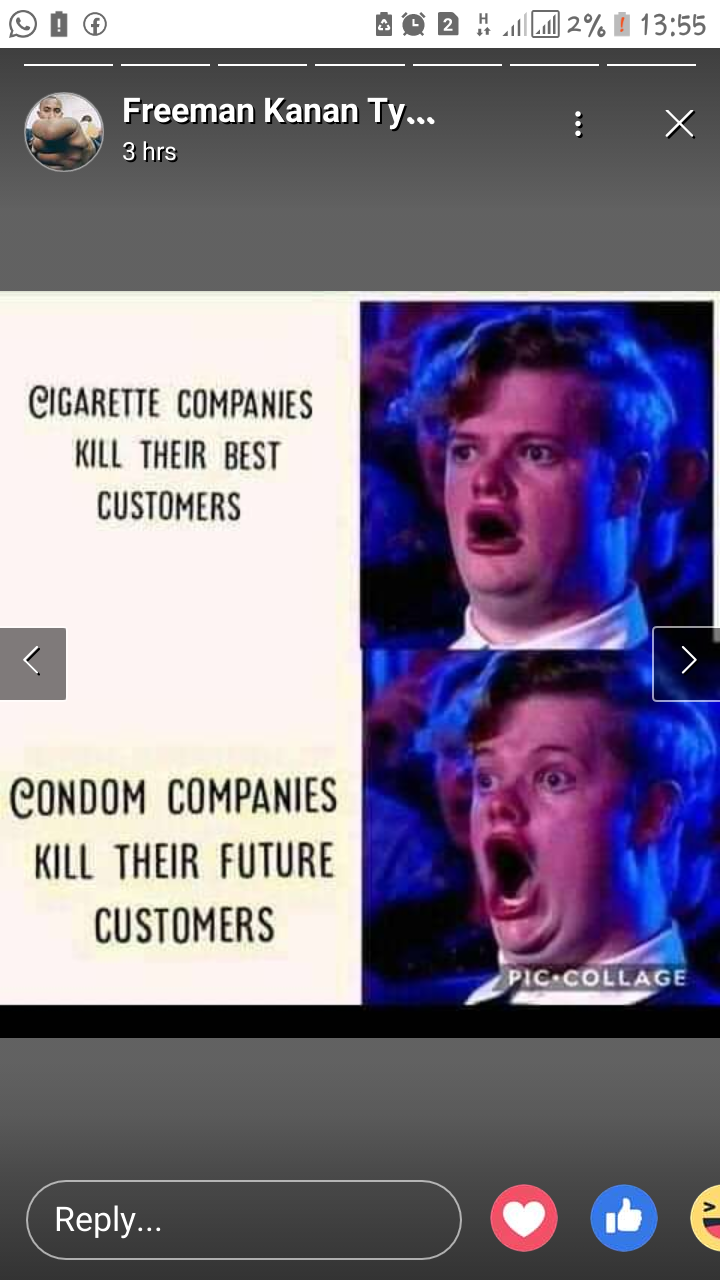 2 H 2% 13:55
Freeman Kanan Ty...
3 hrs
CIGARETTE COMPANIES
KILL THEIR BEST
CUSTOMERS
CONDOM COMPANIES
KILL THEIR FUTURE
CUSTOMERS
PIC•COLLAGE
Reply...